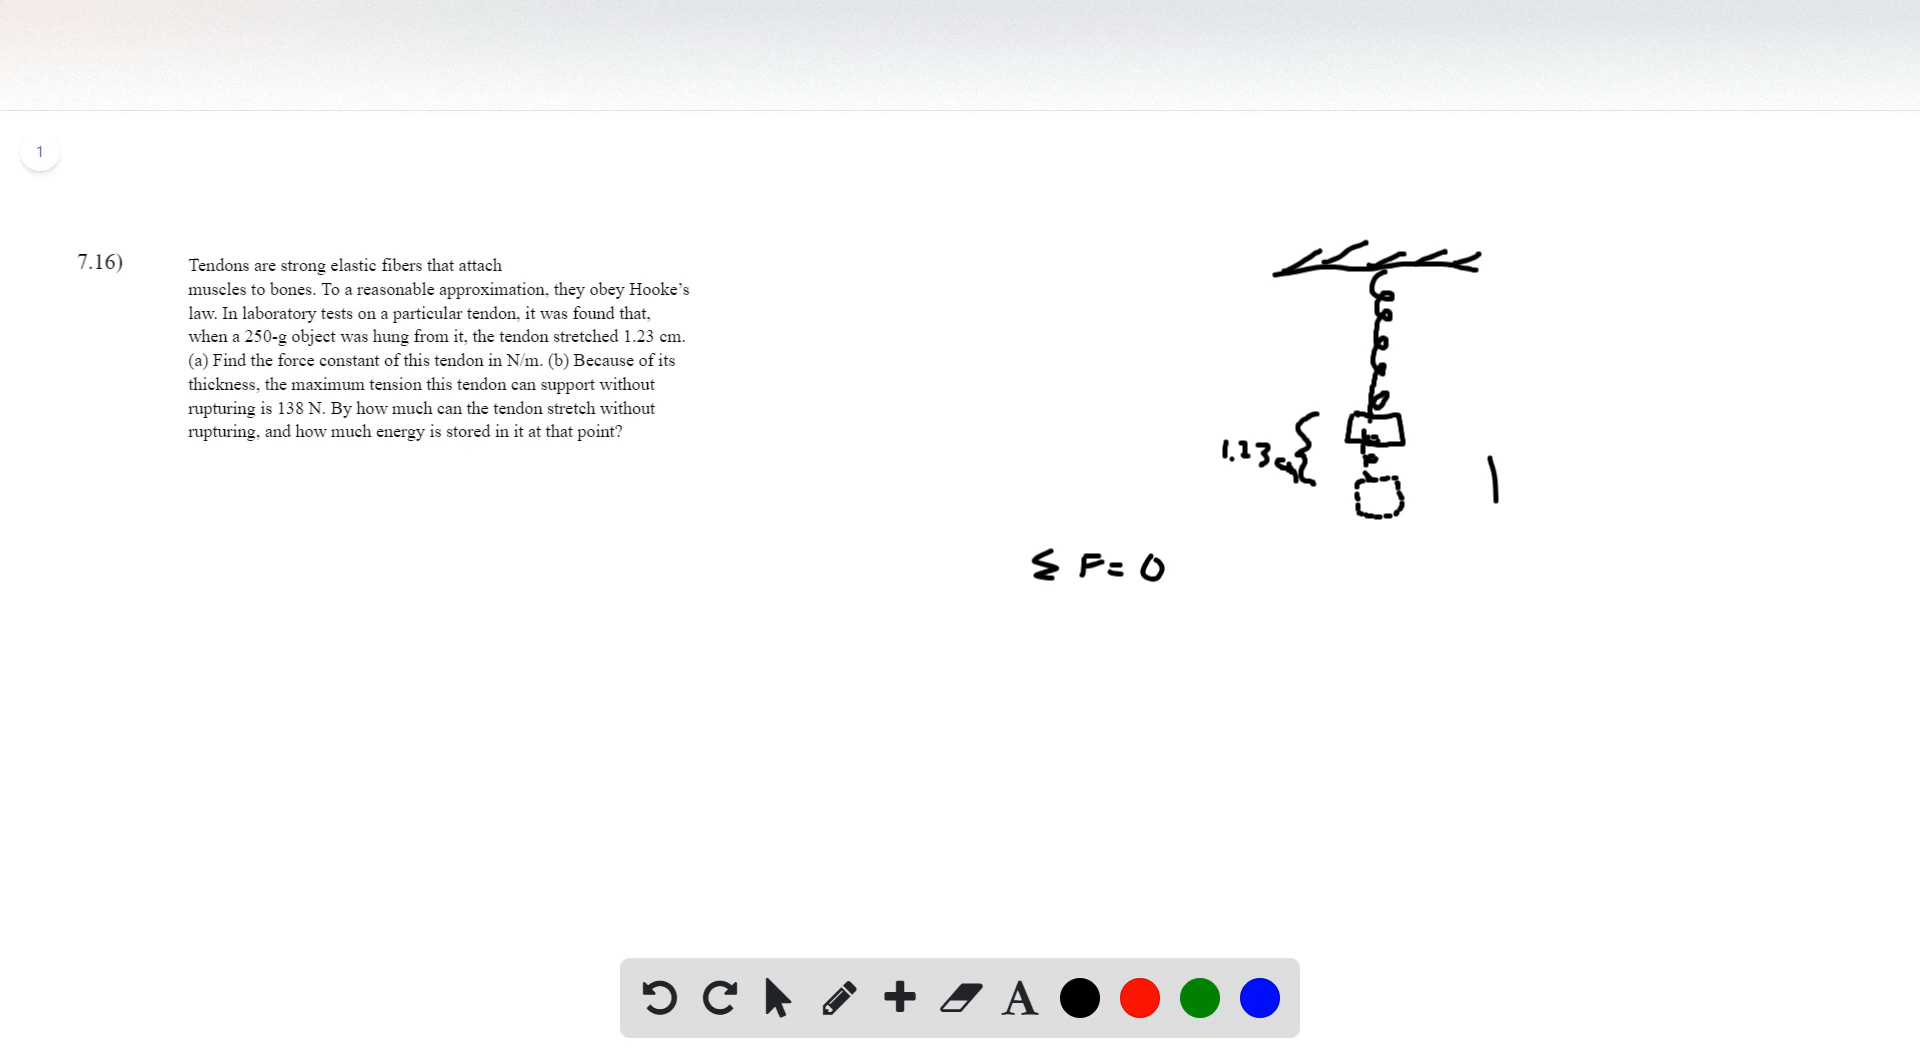 1
7.16)
Tendons are strong elastic fibers that attach
muscles to bones. To a reasonable approximation, they obey Hooke’s
law. In laboratory tests on a particular tendon, it was found that,
when a 250-g object was hung from it, the tendon stretched 1.23 cm.
(a) Find the force constant of this tendon in N/m. (b) Because of its
thickness, the maximum tension this tendon can support without
rupturing is 138 N. By how much can the tendon stretch without
rupturing, and how much energy is stored in it at that point?
1.23 cm
Σ F = 0
A